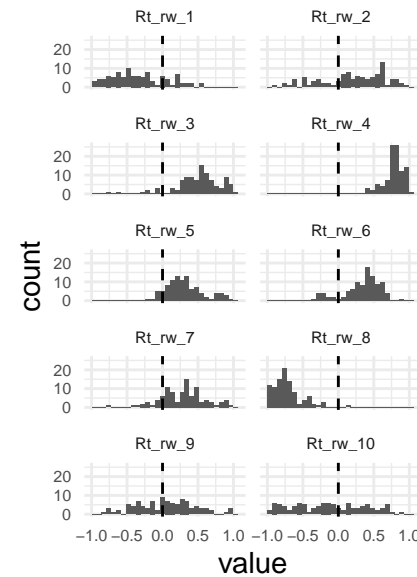 Rt_rw_1 Rt_rw_2
20
10
0
Rt_rw_3 Rt_rw_4
20
10
0
Rt_rw_5 Rt_rw_6
20
10
0
Rt_rw_7 Rt_rw_8
20
10
0
Rt_rw_9 Rt_rw_10
20
10
0
−1.0 −0.5 0.0 0.5 1.0 −1.0 −0.5 0.0 0.5 1.0
count
value